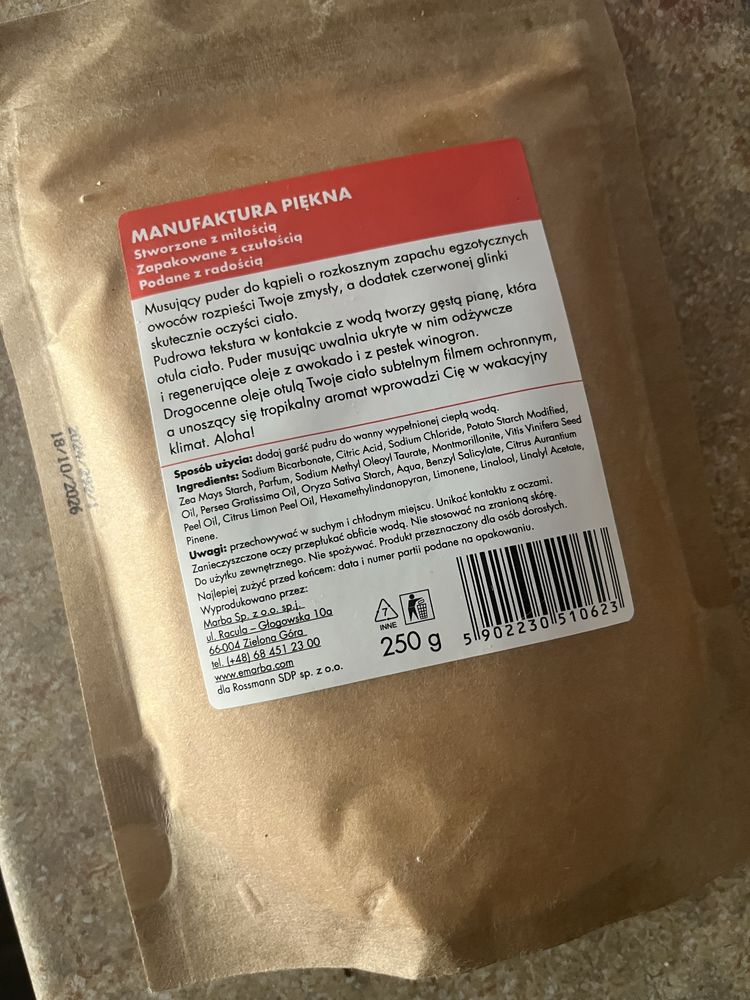 MANUFAKTURA PIĘKNA
Stworzone z miłością
Zapakowane z czułością
Podane z radością
Musujący puder do kąpieli o rozkosznym zapachu egzotycznych
owoców rozpieści Twoje zmysły, a dodatek czerwonej glinki
skutecznie oczyści ciało.
Pudrowa tekstura w kontakcie z wodą tworzy gęstą pianę, która
otula ciało. Puder musując uwalnia ukryte w nim odżywcze
i regenerujące oleje z awokado i z pestek winogron.
Drogocenne oleje otulą Twoje ciało subtelnym filmem ochronnym,
a unoszący się tropikalny aromat wprowadzi Cię w wakacyjny
klimat. Aloha!
Sposób użycia: dodaj garść pudru do wanny wypełnionej ciepłą wodą.
Ingredients: Sodium Bicarbonate, Citric Acid, Sodium Chloride, Potato Starch Modified,
Zea Mays Starch, Parfum, Sodium Methyl Oleoyl Taurate, Montmorillonite, Vitis Vinifera Seed
Oil, Persea Gratissima Oil, Oryza Sativa Starch, Aqua, Benzyl Salicylate, Citrus Aurantium
Peel Oil, Citrus Limon Peel Oil, Hexamethylindanopyran, Limonene, Linalool, Linalyl Acetate,
Pinene.
Uwagi: przechowywać w suchym i chłodnym miejscu. Unikać kontaktu z oczami.
Zanieczyszczone oczy przepłukać obficie wodą. Nie stosować na zranioną skórę.
Do użytku zewnętrznego. Nie spożywać. Produkt przeznaczony dla osób dorosłych.
Najlepiej zużyć przed końcem: data i numer partii podane na opakowaniu.
Wyprodukowano przez:
Marba Sp. z o.o. sp.j.
ul. Racula – Głogowska 10a
66-004 Zielona Góra
tel. (+48) 68 451 23 00
www.emarba.com
dla Rossmann SDP sp. z o.o.
7
INNE
250 g
5 902230 510623
18/10/2026